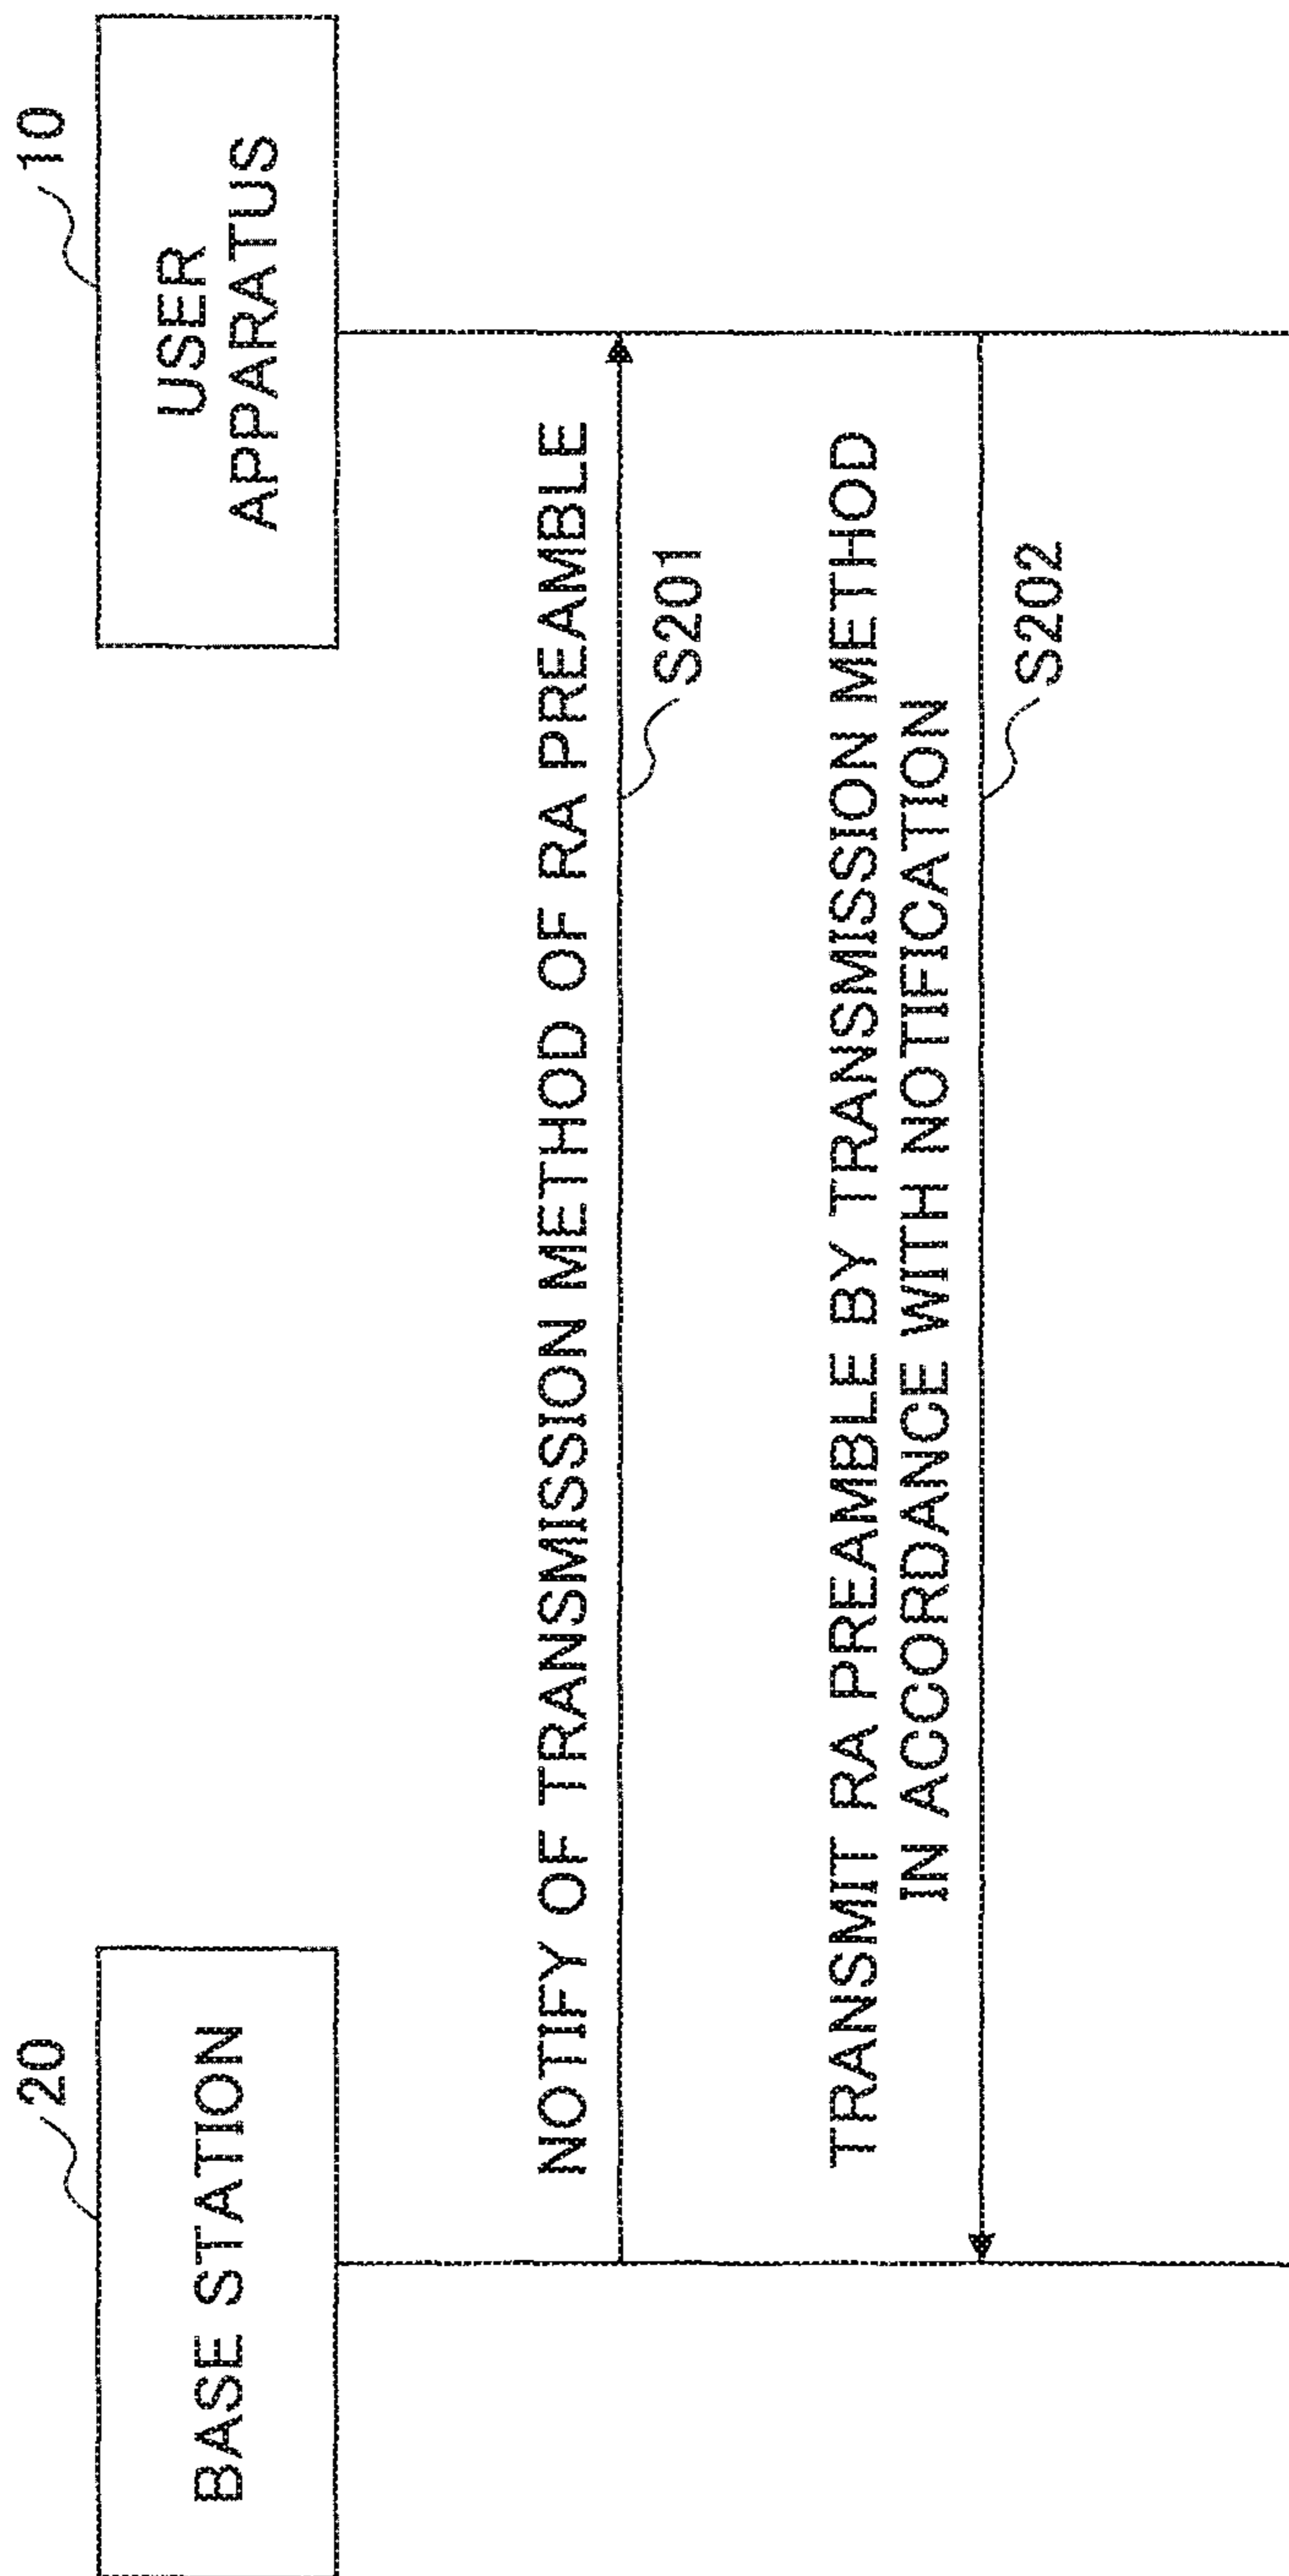 20
BASE STATION
10
USER
APPARATUS
NOTIFY OF TRANSMISSION METHOD OF RA PREAMBLE
S201
TRANSMIT RA PREAMBLE BY TRANSMISSION METHOD
IN ACCORDANCE WITH NOTIFICATION
S202